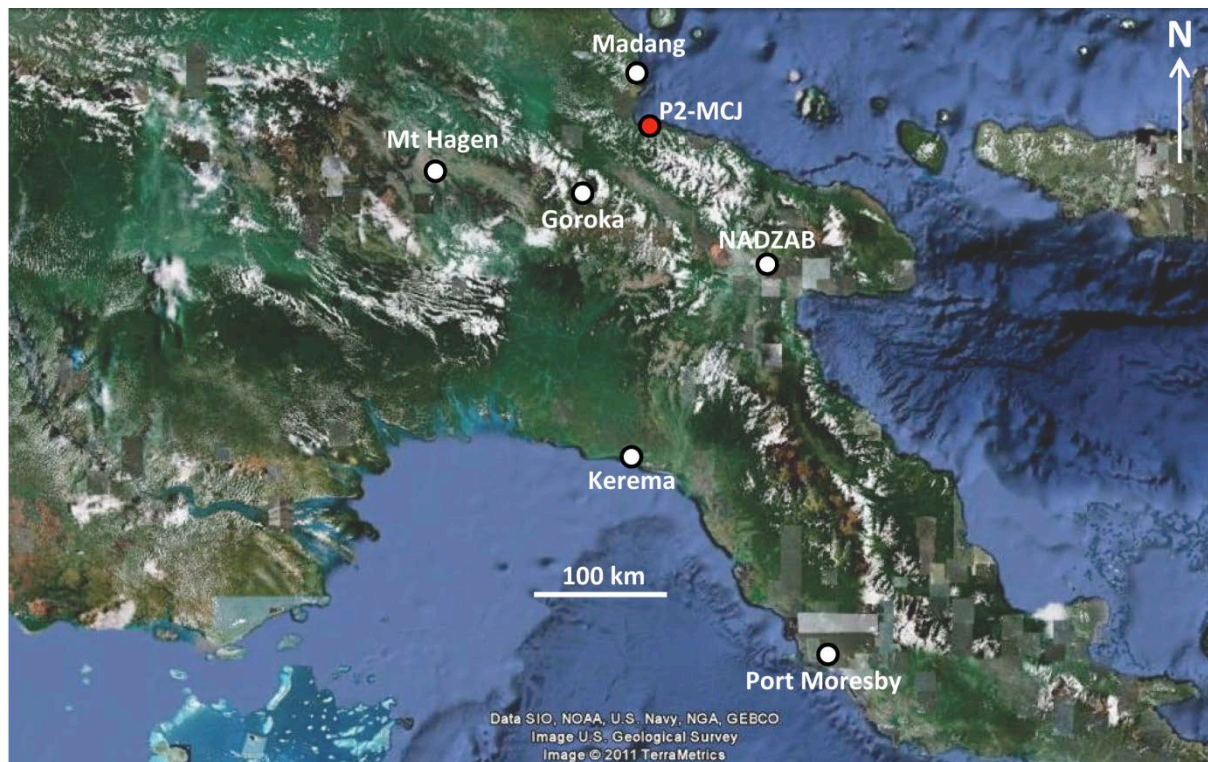 Madang
N
P2-MCJ
Mt Hagen
Goroka
NADZAB
Kerema
100 km
Port Moresby
Data SIO, NOAA, U.S. Navy, NGA, GEBCO
Image U.S. Geological Survey
Image © 2011 TerraMetrics